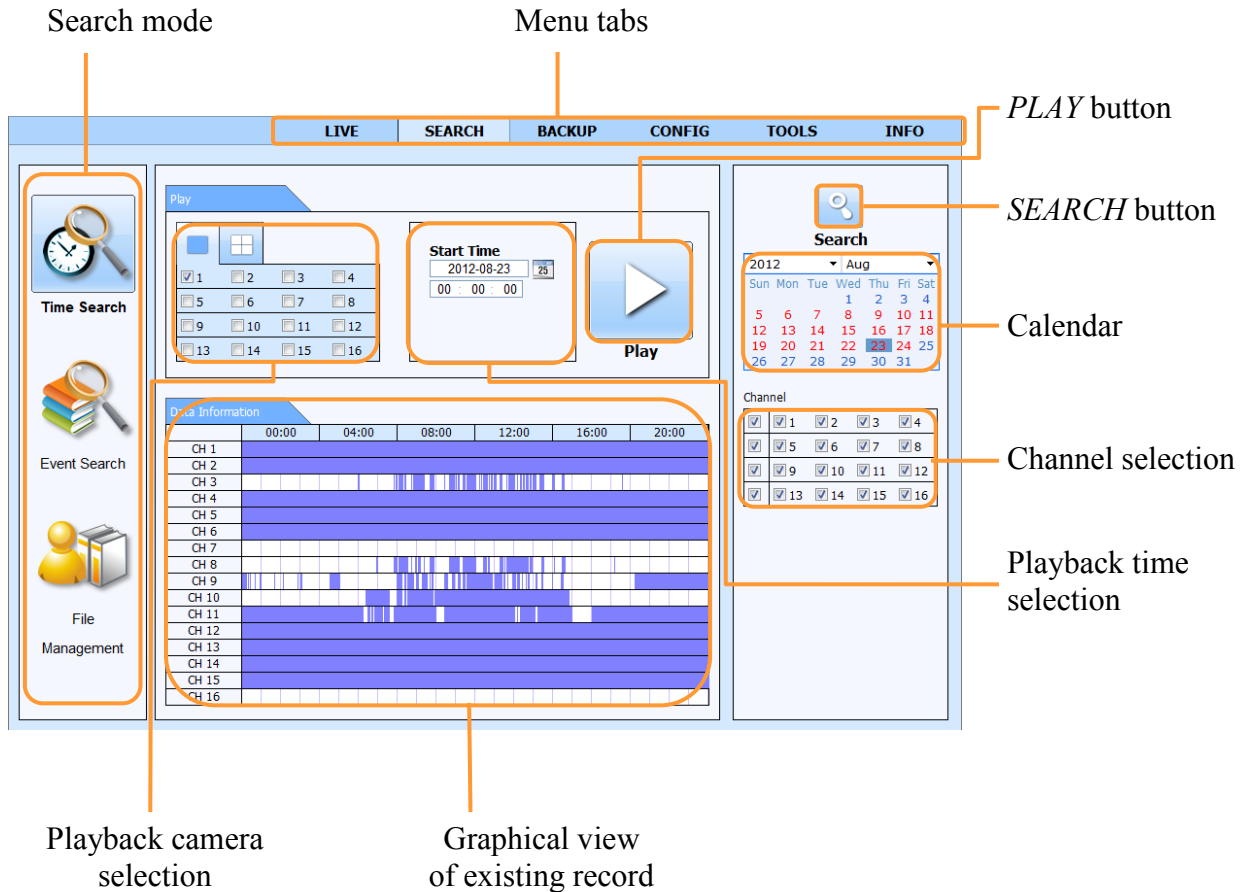 Search mode
Menu tabs
PLAY button
LIVE SEARCH BACKUP CONFIG TOOLS INFO
SEARCH button
Search
Time Search
Event Search
File
Management
Play
1 2 3 4
5 6 7 8
9 10 11 12
13 14 15 16
Start Time
2012-08-23 25
00 : 00 : 00
Play
2012 Aug
Sun Mon Tue Wed Thu Fri Sat
1 2 3 4
5 6 7 8 9 10 11
12 13 14 15 16 17 18
19 20 21 22 23 24 25
26 27 28 29 30 31
Calendar
Channel
1 2 3 4
5 6 7 8
9 10 11 12
13 14 15 16
Channel selection
Data Information
00:00 04:00 08:00 12:00 16:00 20:00
CH 1
CH 2
CH 3
CH 4
CH 5
CH 6
CH 7
CH 8
CH 9
CH 10
CH 11
CH 12
CH 13
CH 14
CH 15
CH 16
Playback time
selection
Playback camera
selection
Graphical view
of existing record